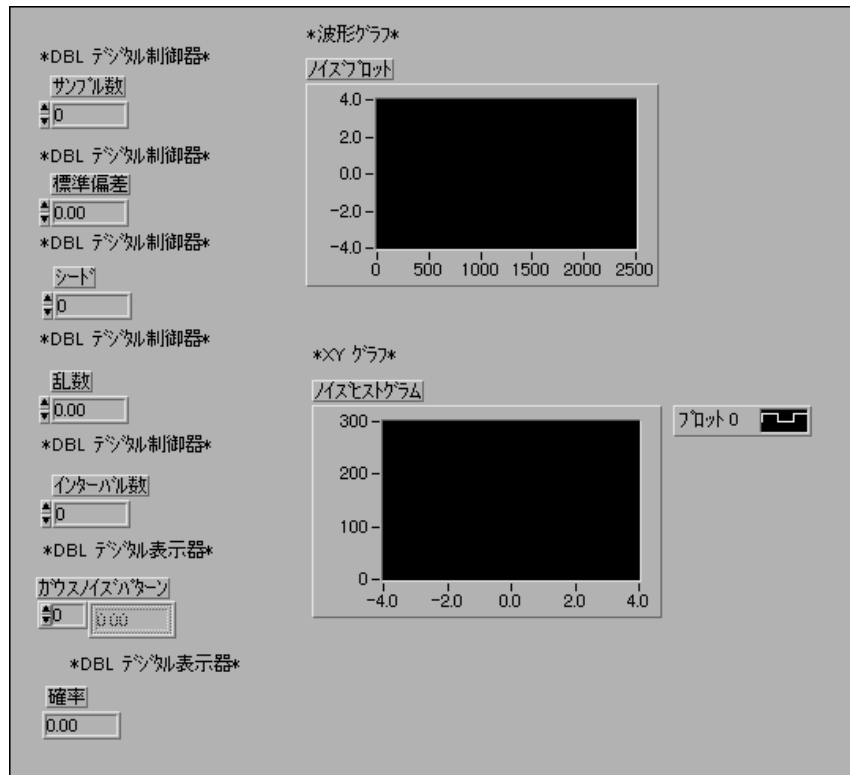 *DBL デジタル制御器*
サンプル数
0
*DBL デジタル制御器*
標準偏差
0.00
*DBL デジタル制御器*
シード
0
*DBL デジタル制御器*
乱数
0.00
*DBL デジタル制御器*
インターバル数
0
*DBL デジタル表示器*
ガウスノイズパターン
0 0.00
*DBL デジタル表示器*
確率
0.00
*波形グラフ*
ノイズプロット
4.0
2.0
0.0
-2.0
-4.0
0 500 1000 1500 2000 2500
*XY グラフ*
ノイズヒストグラム
300
200
100
0
-4.0 -2.0 0.0 2.0 4.0
プロット 0